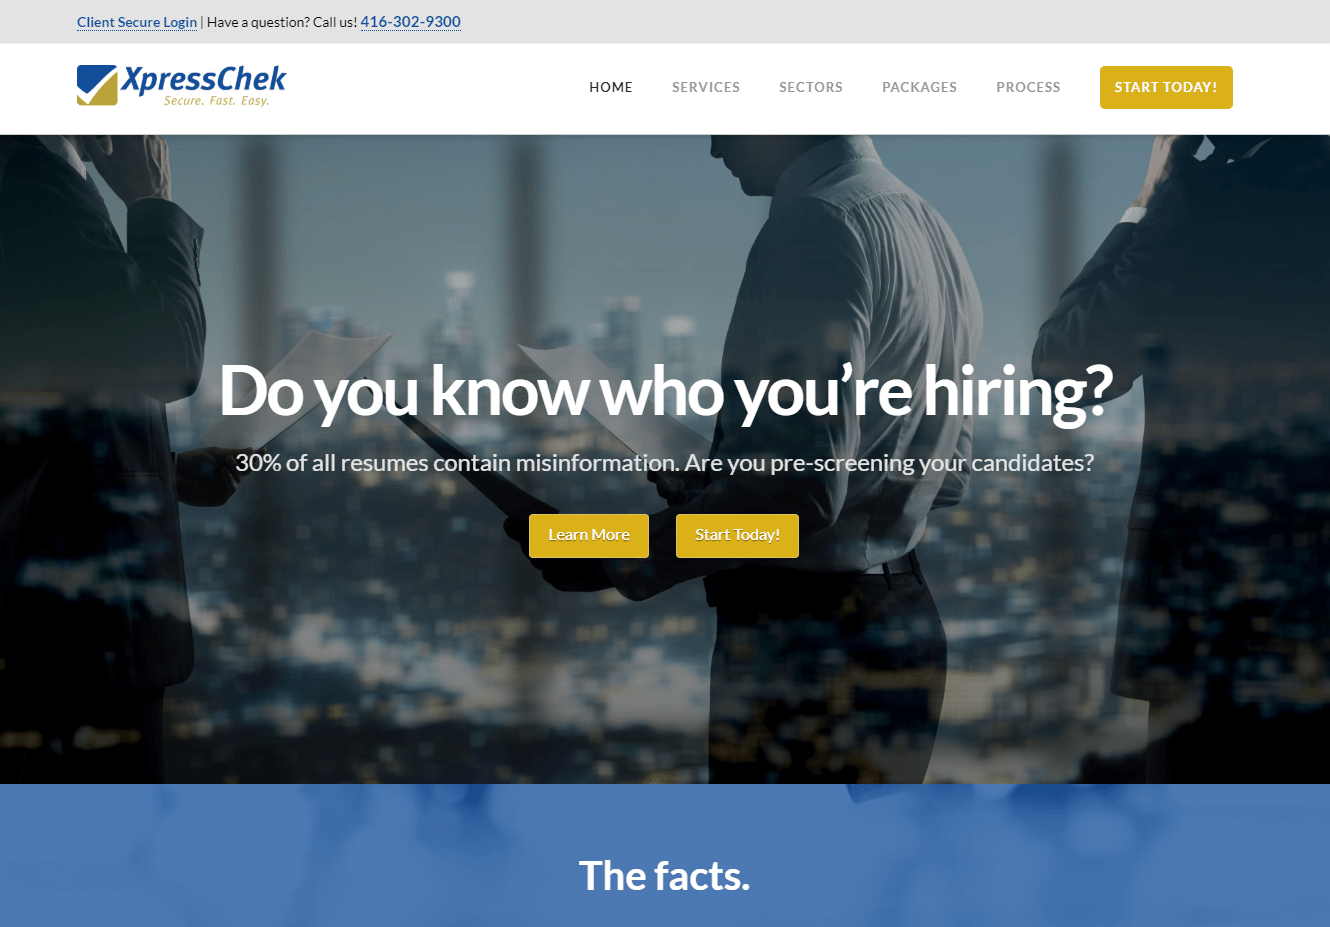 Client Secure Login | Have a question? Call us! 416-302-9300
XpressChek
Secure. Fast. Easy.
HOME SERVICES SECTORS PACKAGES PROCESS START TODAY!
Do you know who you’re hiring?
30% of all resumes contain misinformation. Are you pre-screening your candidates?
Learn More Start Today!
The facts.